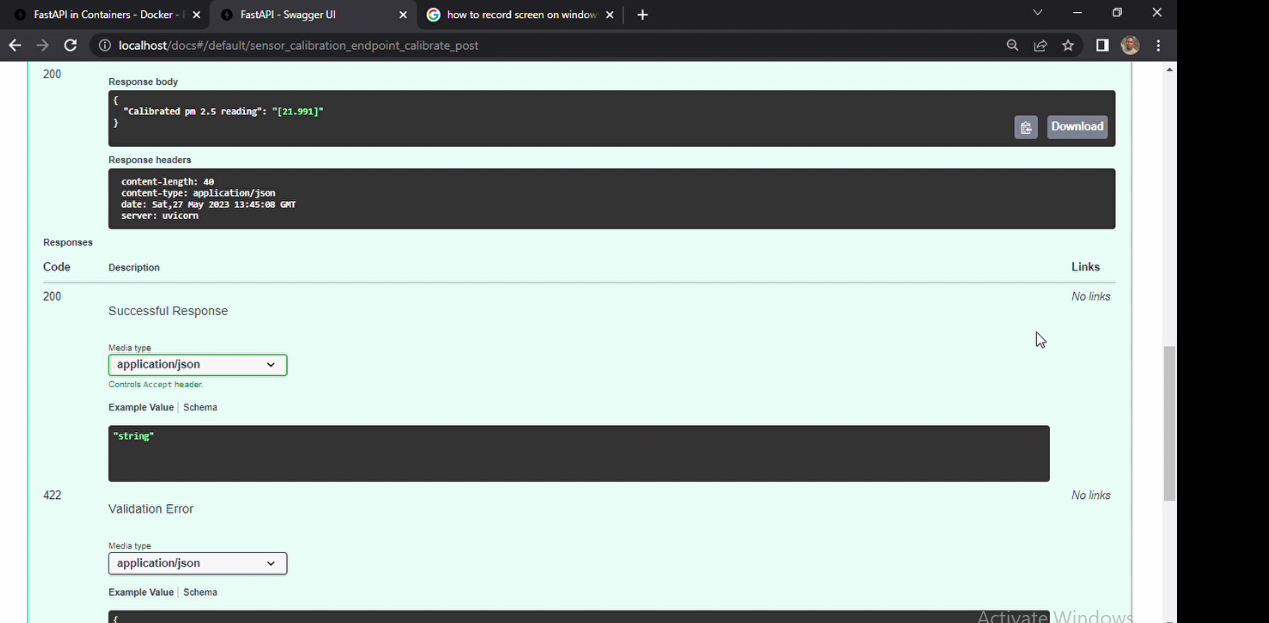 FastAPI in Containers - Docker -
FastAPI - Swagger UI
how to record screen on window
localhost/docs#/default/sensor_calibration_endpoint_calibrate_post
200
Response body
{
"Calibrated pm 2.5 reading": "[21.991]"
}
Download
Response headers
content-length: 40
content-type: application/json
date: Sat,27 May 2023 13:45:08 GMT
server: uvicorn
Responses
Code Description Links
200 No links
Successful Response
Media type
application/json
Controls Accept header.
Example Value | Schema
"string"
422 No links
Validation Error
Media type
application/json
Example Value | Schema
{
Activate Windows